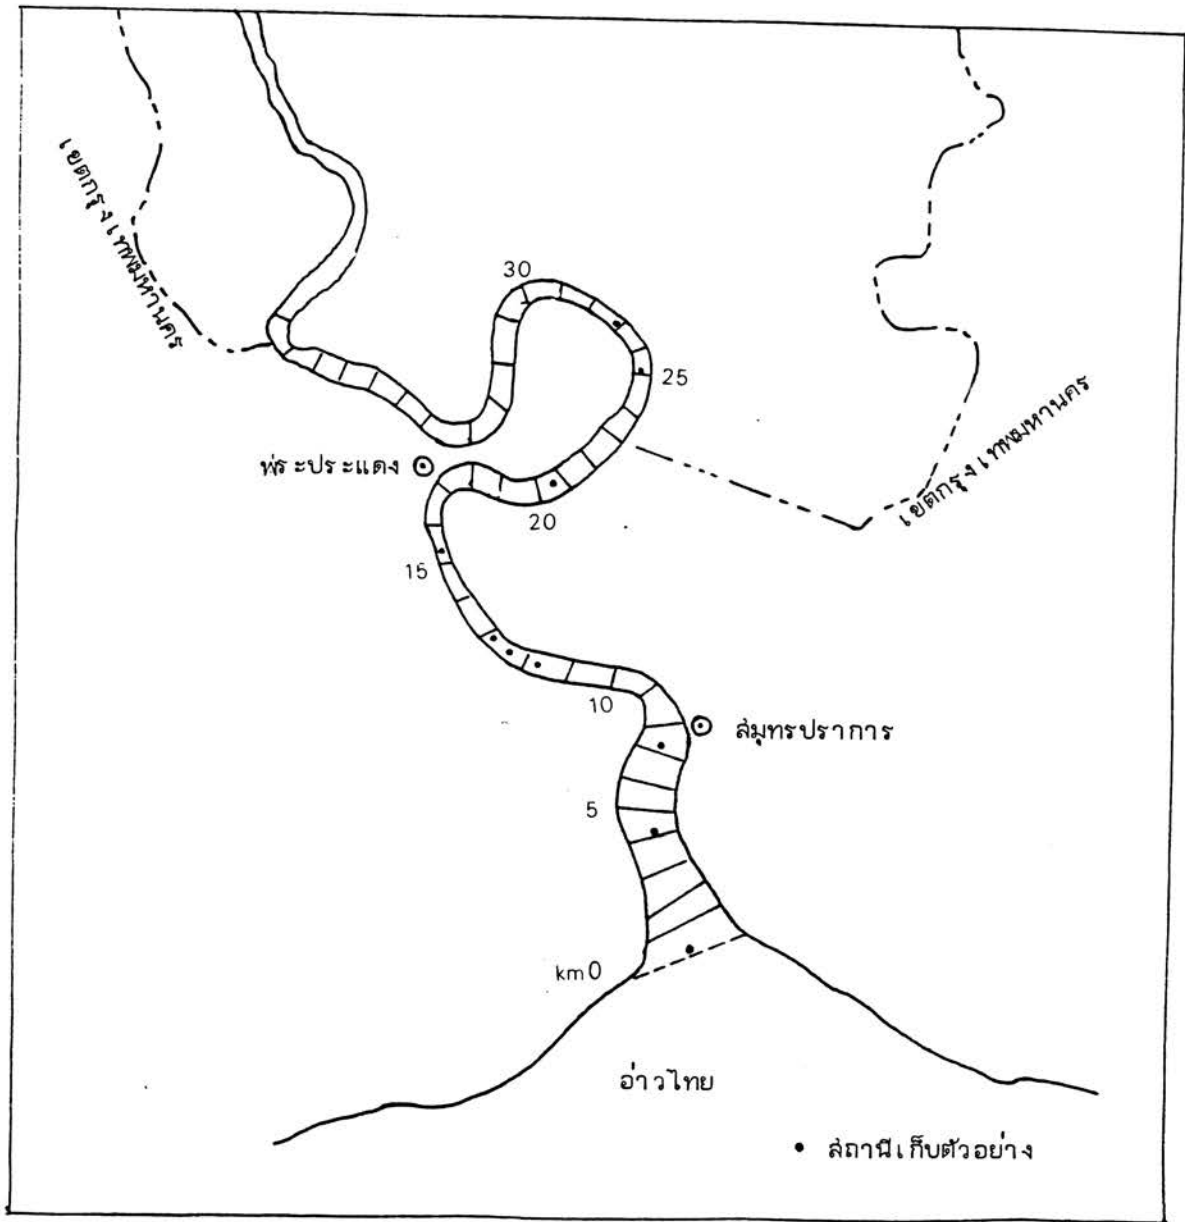 เขตกรุงเทพมหานคร
30
25
เขตกรุงเทพมหานคร
พระประแดง
20
15
10
สมุทรปราการ
5
km 0
อ่าวไทย
• สถานีเก็บตัวอย่าง